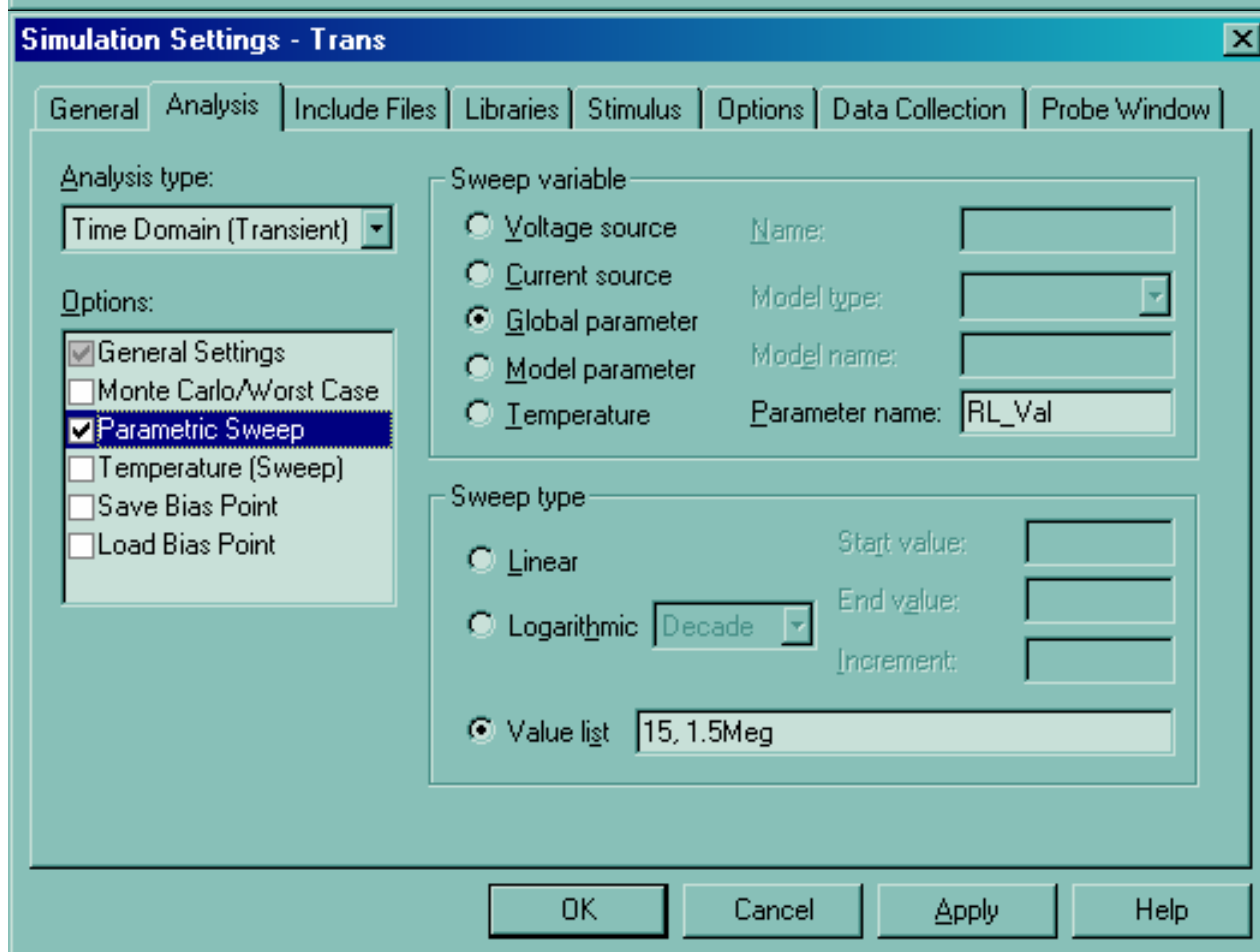 Simulation Settings - Trans
General Analysis Include Files Libraries Stimulus Options Data Collection Probe Window
Analysis type:
Time Domain (Transient)
Options:
General Settings
Monte Carlo/Worst Case
Parametric Sweep
Temperature (Sweep)
Save Bias Point
Load Bias Point
Sweep variable
Voltage source
Current source
Global parameter
Model parameter
Temperature
Name:
Model type:
Model name:
Parameter name: RL_Val
Sweep type
Linear
Logarithmic Decade
Start value:
End value:
Increment:
Value list 15, 1.5Meg
OK Cancel Apply Help